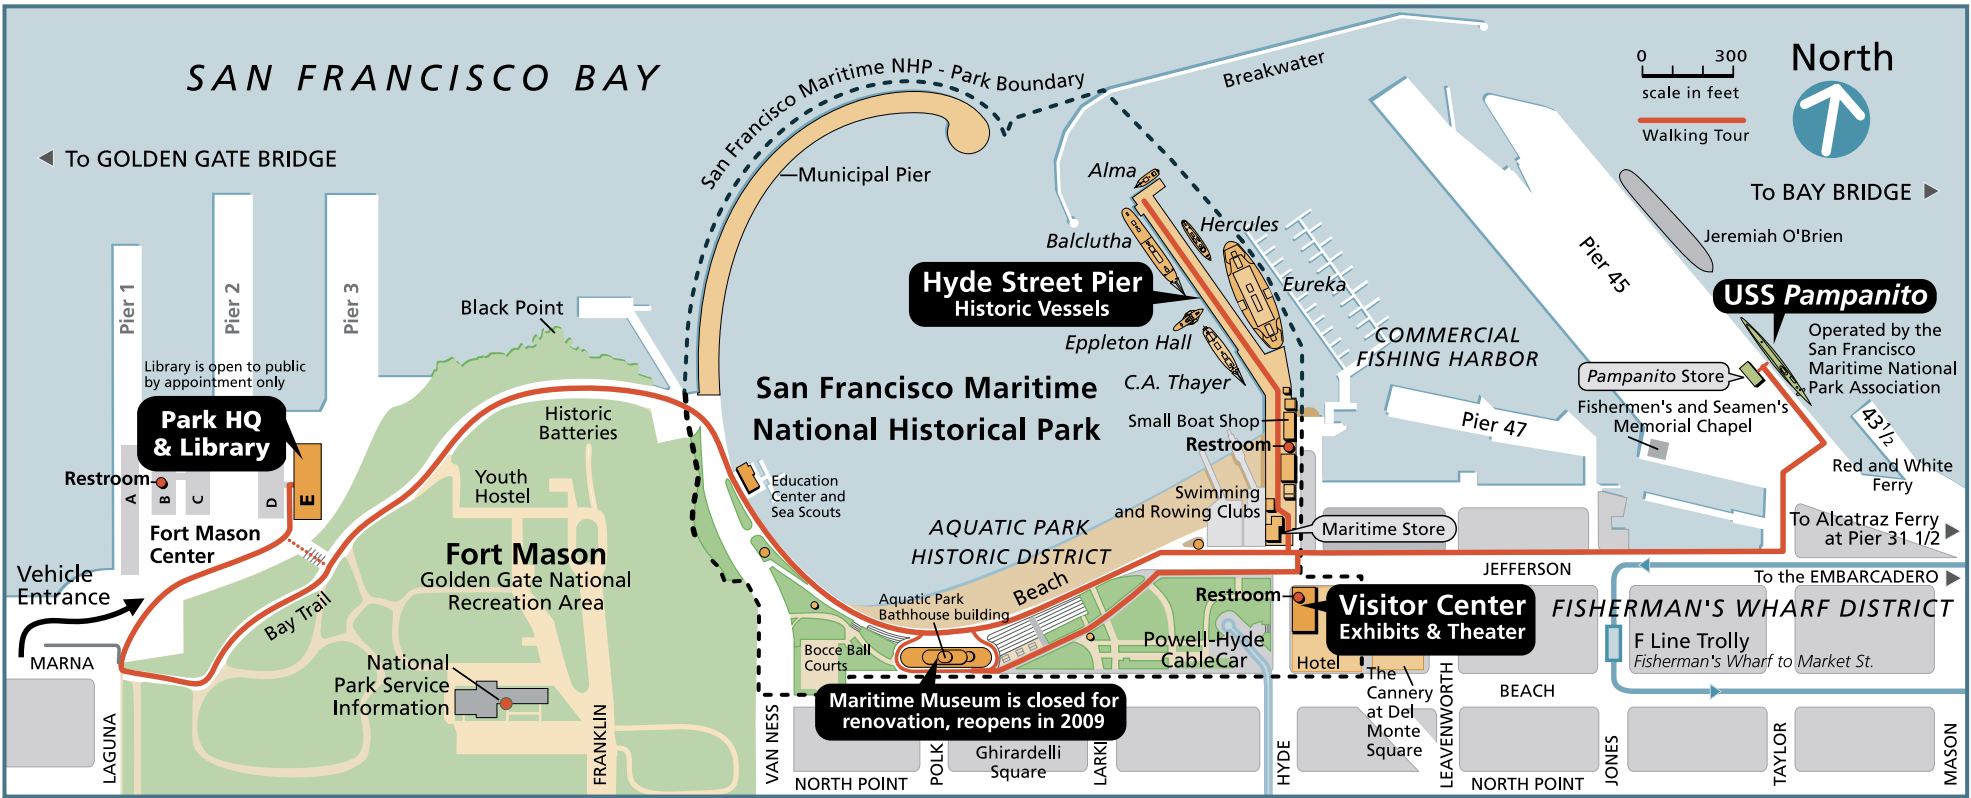 SAN FRANCISCO BAY
San Francisco Maritime NHP - Park Boundary
Breakwater
0 300
scale in feet
Walking Tour
North
To GOLDEN GATE BRIDGE
To BAY BRIDGE
Municipal Pier
Alma
Balclutha
Hercules
Eureka
Hyde Street Pier
Historic Vessels
Eppleton Hall
C.A. Thayer
Jeremiah O'Brien
Pier 45
USS Pampanito
Operated by the
San Francisco
Maritime National
Park Association
Pampanito Store
Fishermen's and Seamen's
Memorial Chapel
COMMERCIAL
FISHING HARBOR
Pier 47
43 1/2
Red and White
Ferry
To Alcatraz Ferry
at Pier 31 1/2
To the EMBARCADERO
Pier 1
Pier 2
Pier 3
Library is open to public
by appointment only
Park HQ
& Library
Restroom
A
B
C
D
E
Fort Mason
Center
Vehicle
Entrance
MARNA
Black Point
Historic
Batteries
Youth
Hostel
Fort Mason
Golden Gate National
Recreation Area
Bay Trail
National
Park Service
Information
San Francisco Maritime
National Historical Park
Small Boat Shop
Restroom
Education
Center and
Sea Scouts
Swimming
and Rowing Clubs
Maritime Store
AQUATIC PARK
HISTORIC DISTRICT
Beach
Aquatic Park
Bathhouse building
Bocce Ball
Courts
Maritime Museum is closed for
renovation, reopens in 2009
Restroom
Visitor Center
Exhibits & Theater
Powell-Hyde
CableCar
Hotel
The
Cannery
at Del
Monte
Square
JEFFERSON
FISHERMAN'S WHARF DISTRICT
F Line Trolly
Fisherman's Wharf to Market St.
BEACH
Ghirardelli
Square
NORTH POINT
NORTH POINT
LAGUNA
FRANKLIN
VAN NESS
POLK
LARKI
HYDE
LEAVENWORTH
JONES
TAYLOR
MASON